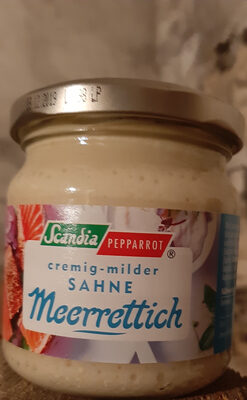 Scandia PEPPARROT ®
cremig-milder
SAHNE
Meerrettich